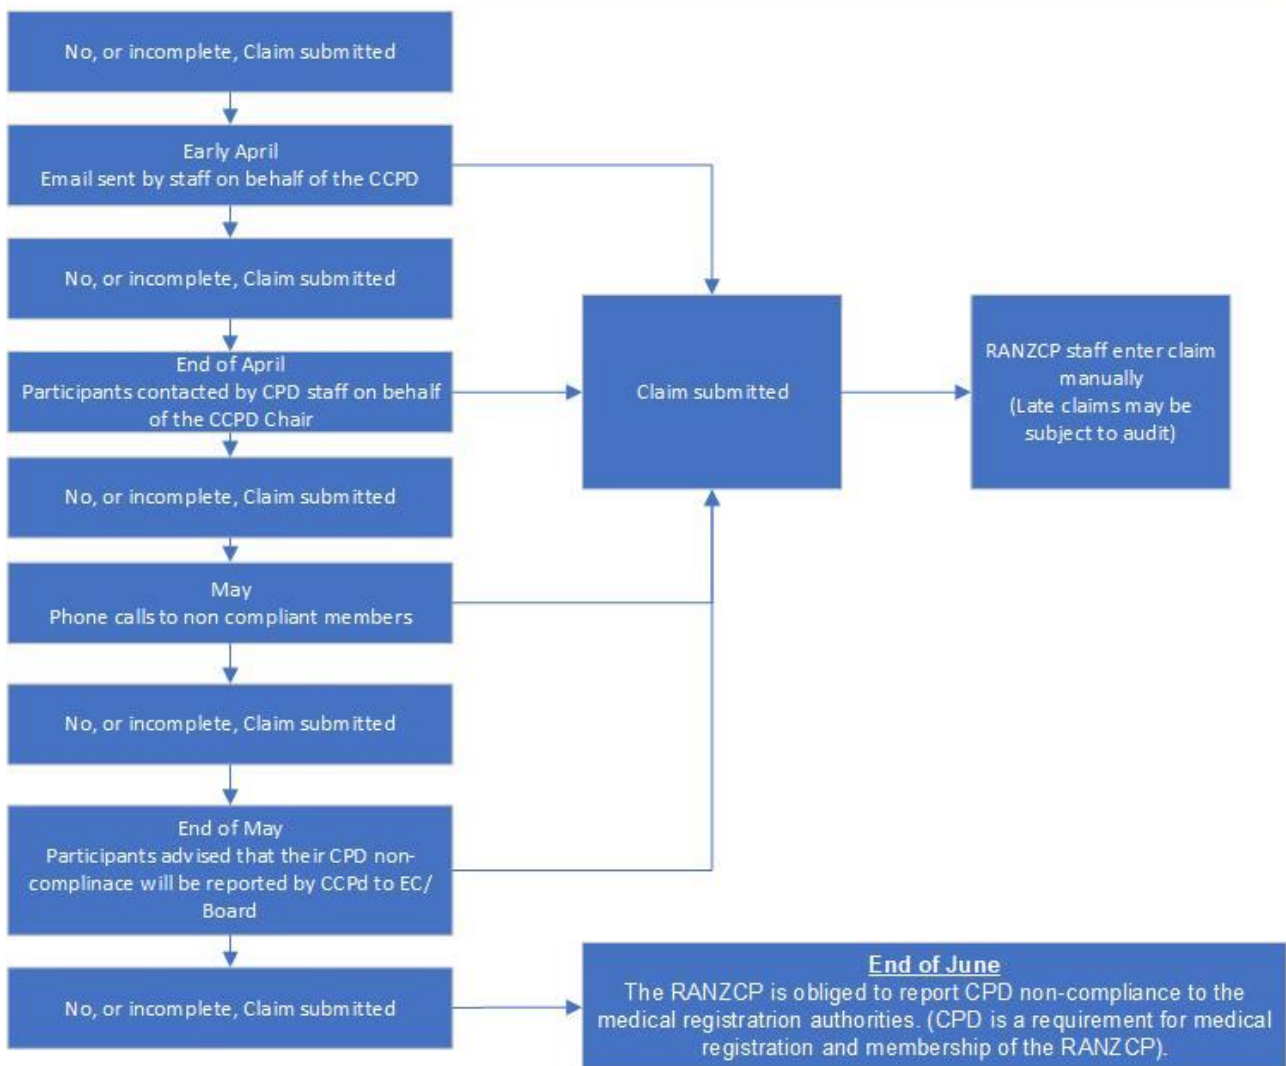 No, or incomplete, Claim submitted
Early April
Email sent by staff on behalf of the CCPD
No, or incomplete, Claim submitted
End of April
Participants contacted by CPD staff on behalf
of the CCPD Chair
No, or incomplete, Claim submitted
May
Phone calls to non compliant members
No, or incomplete, Claim submitted
End of May
Participants advised that their CPD non-
complinace will be reported by CCPd to EC/
Board
No, or incomplete, Claim submitted
Claim submitted
RANZCP staff enter claim
manually
(Late claims may be
subject to audit)
End of June
The RANZCP is obliged to report CPD non-compliance to the
medical registratrion authorities. (CPD is a requirement for medical
registration and membership of the RANZCP).